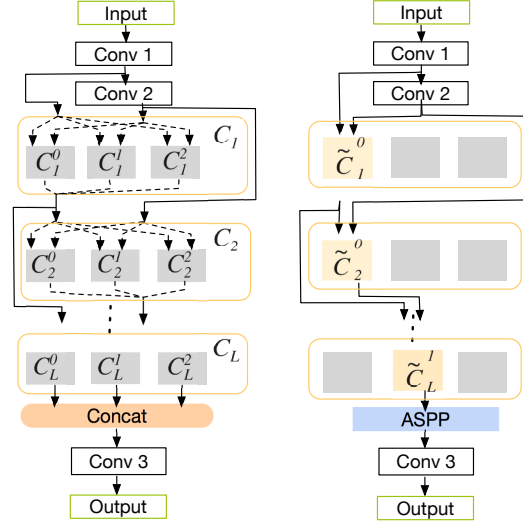 Input
Conv 1
Conv 2
C_1
C_1^0 C_1^1 C_1^2
C_2
C_2^0 C_2^1 C_2^2
C_L
C_L^0 C_L^1 C_L^2
Concat
Conv 3
Output
Input
Conv 1
Conv 2
C̃_1^0
C̃_2^0
C̃_L^1
ASPP
Conv 3
Output